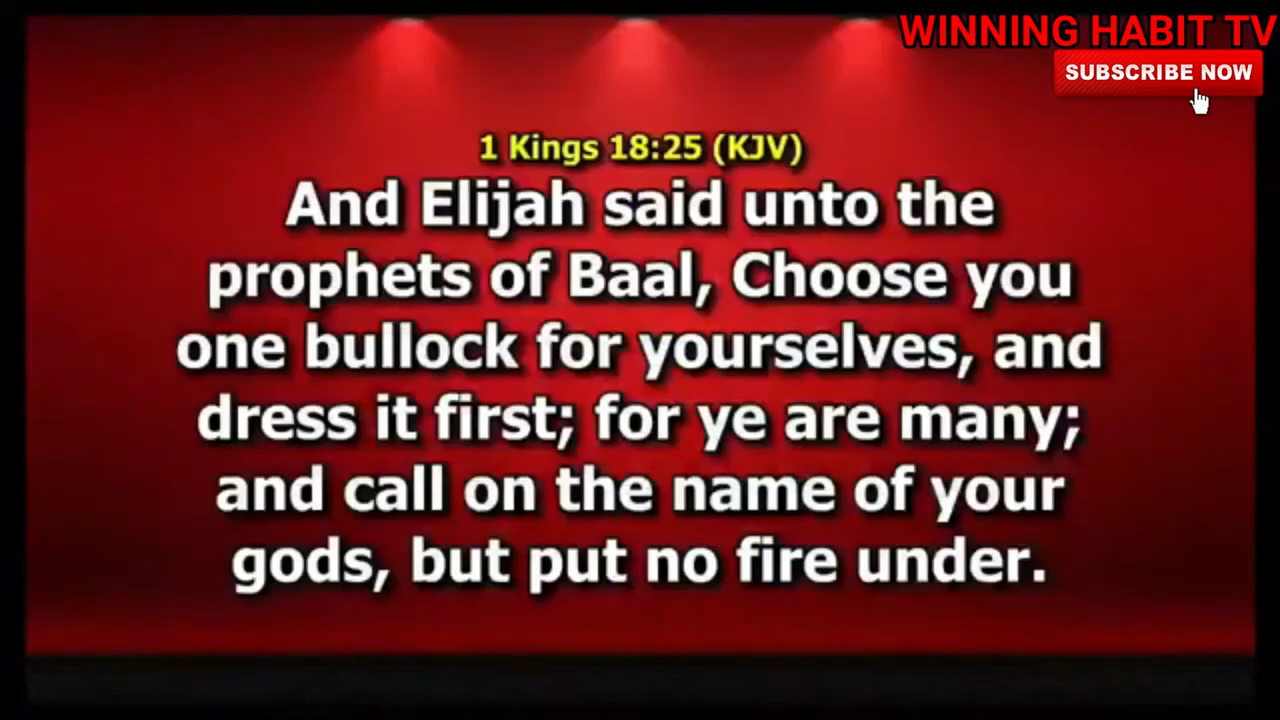 WINNING HABIT TV
SUBSCRIBE NOW
1 Kings 18:25 (KJV)
And Elijah said unto the
prophets of Baal, Choose you
one bullock for yourselves, and
dress it first; for ye are many;
and call on the name of your
gods, but put no fire under.